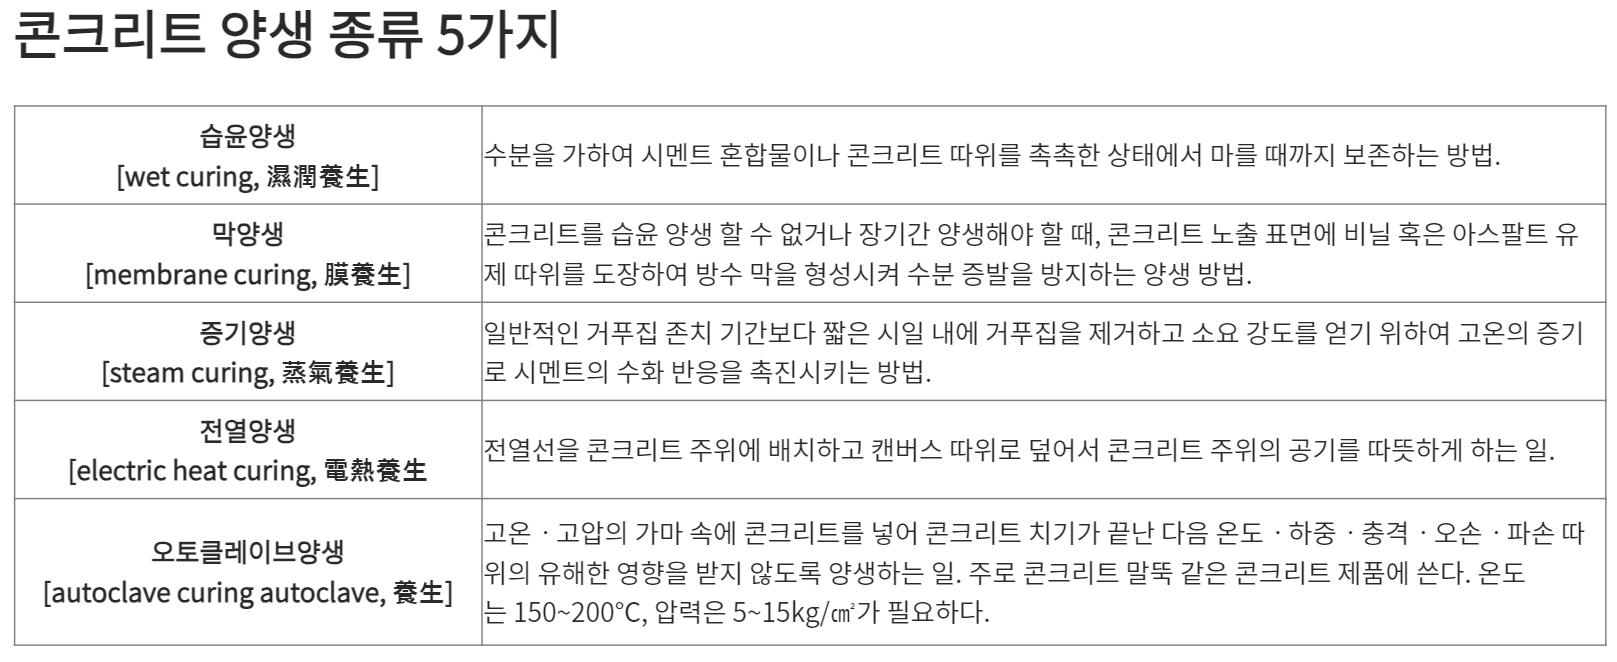 콘크리트 양생 종류 5가지
습윤양생
[wet curing, 濕潤養生]
수분을 가하여 시멘트 혼합물이나 콘크리트 따위를 촉촉한 상태에서 마를 때까지 보존하는 방법.
막양생
[membrane curing, 膜養生]
콘크리트를 습윤 양생 할 수 없거나 장기간 양생해야 할 때, 콘크리트 노출 표면에 비닐 혹은 아스팔트 유
제 따위를 도장하여 방수 막을 형성시켜 수분 증발을 방지하는 양생 방법.
증기양생
[steam curing, 蒸氣養生]
일반적인 거푸집 존치 기간보다 짧은 시일 내에 거푸집을 제거하고 소요 강도를 얻기 위하여 고온의 증기
로 시멘트의 수화 반응을 촉진시키는 방법.
전열양생
[electric heat curing, 電熱養生
전열선을 콘크리트 주위에 배치하고 캔버스 따위로 덮어서 콘크리트 주위의 공기를 따뜻하게 하는 일.
오토클레이브양생
[autoclave curing autoclave, 養生]
고온 · 고압의 가마 속에 콘크리트를 넣어 콘크리트 치기가 끝난 다음 온도 · 하중 · 충격 · 오손 · 파손 따
위의 유해한 영향을 받지 않도록 양생하는 일. 주로 콘크리트 말뚝 같은 콘크리트 제품에 쓴다. 온도
는 150~200℃, 압력은 5~15kg/㎠가 필요하다.